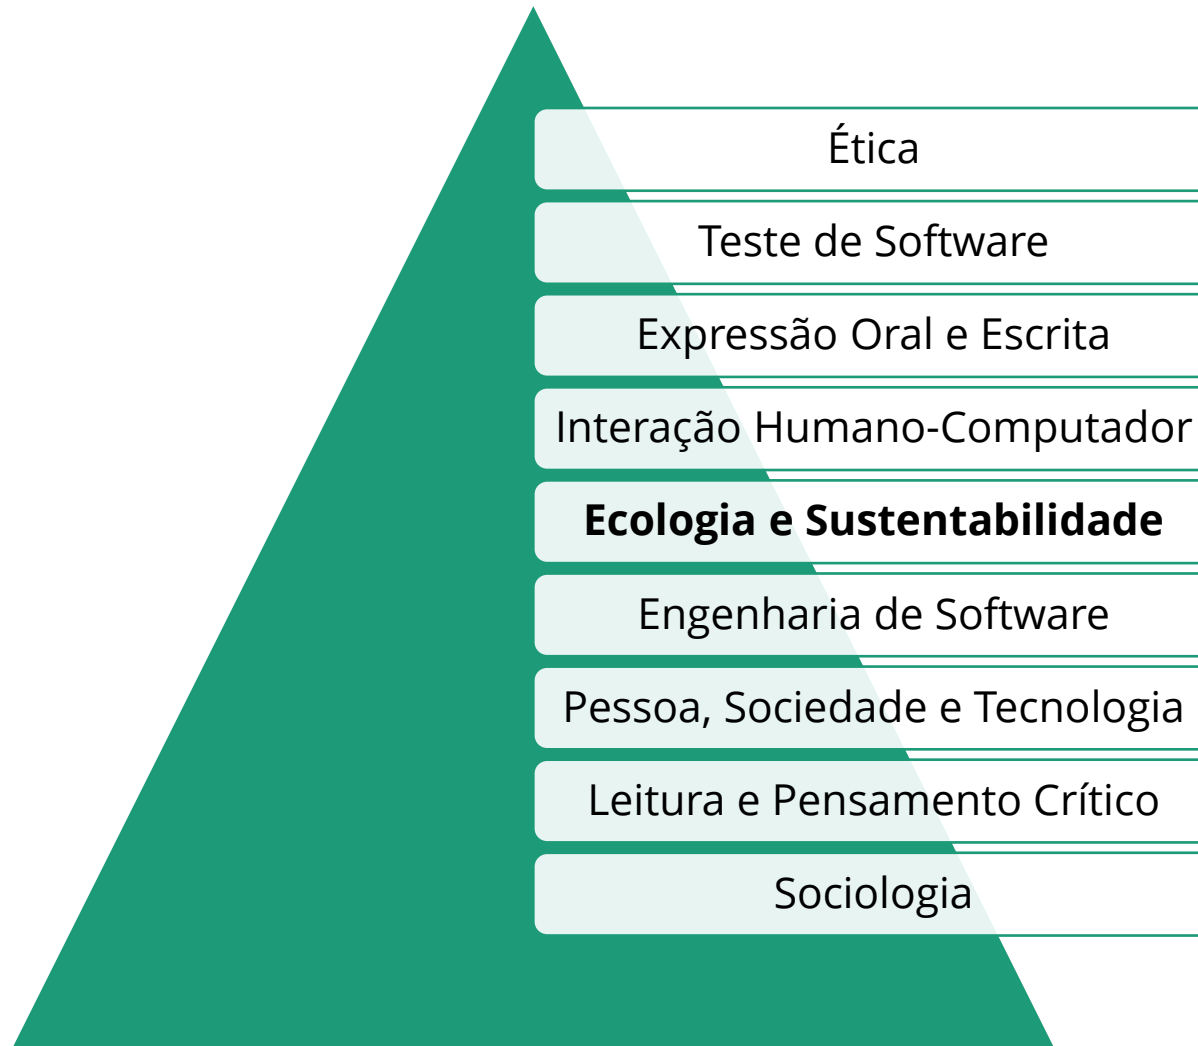 Ética
Teste de Software
Expressão Oral e Escrita
Interação Humano-Computador
Ecologia e Sustentabilidade
Engenharia de Software
Pessoa, Sociedade e Tecnologia
Leitura e Pensamento Crítico
Sociologia